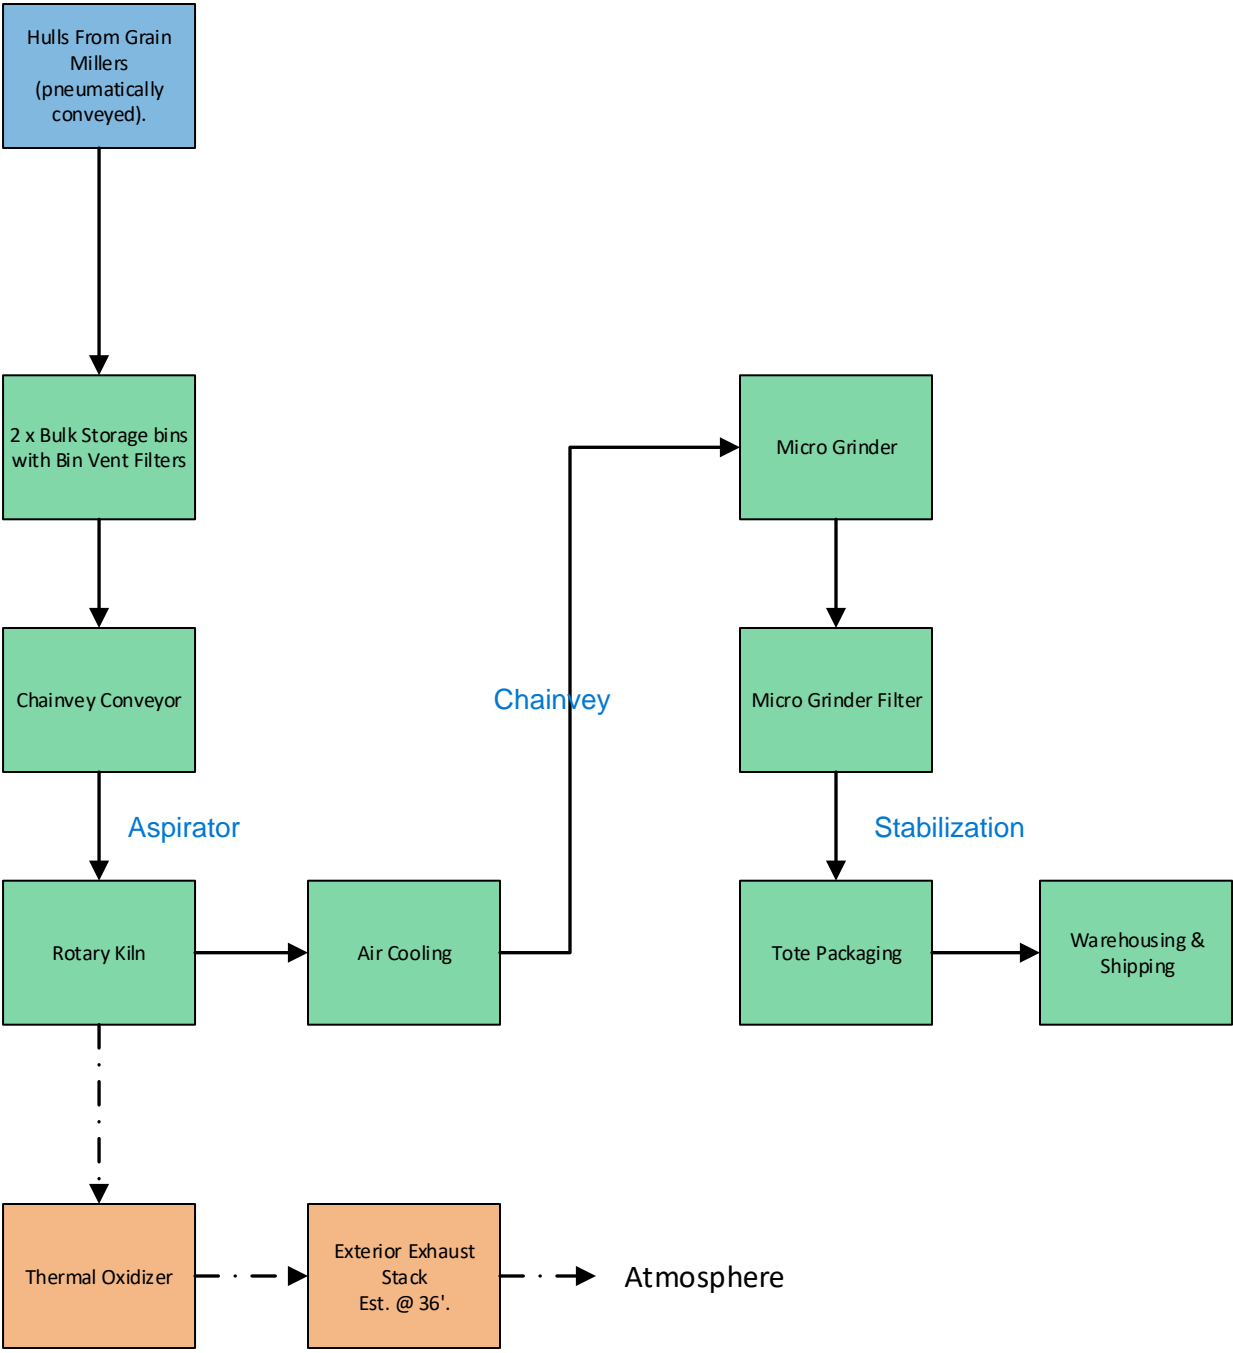 Hulls From Grain
Millers
(pneumatically
conveyed).
2 x Bulk Storage bins
with Bin Vent Filters
Micro Grinder
Chainvey Conveyor
Chainvey
Micro Grinder Filter
Aspirator
Stabilization
Rotary Kiln
Air Cooling
Tote Packaging
Warehousing &
Shipping
Thermal Oxidizer
Exterior Exhaust
Stack
Est. @ 36'.
Atmosphere